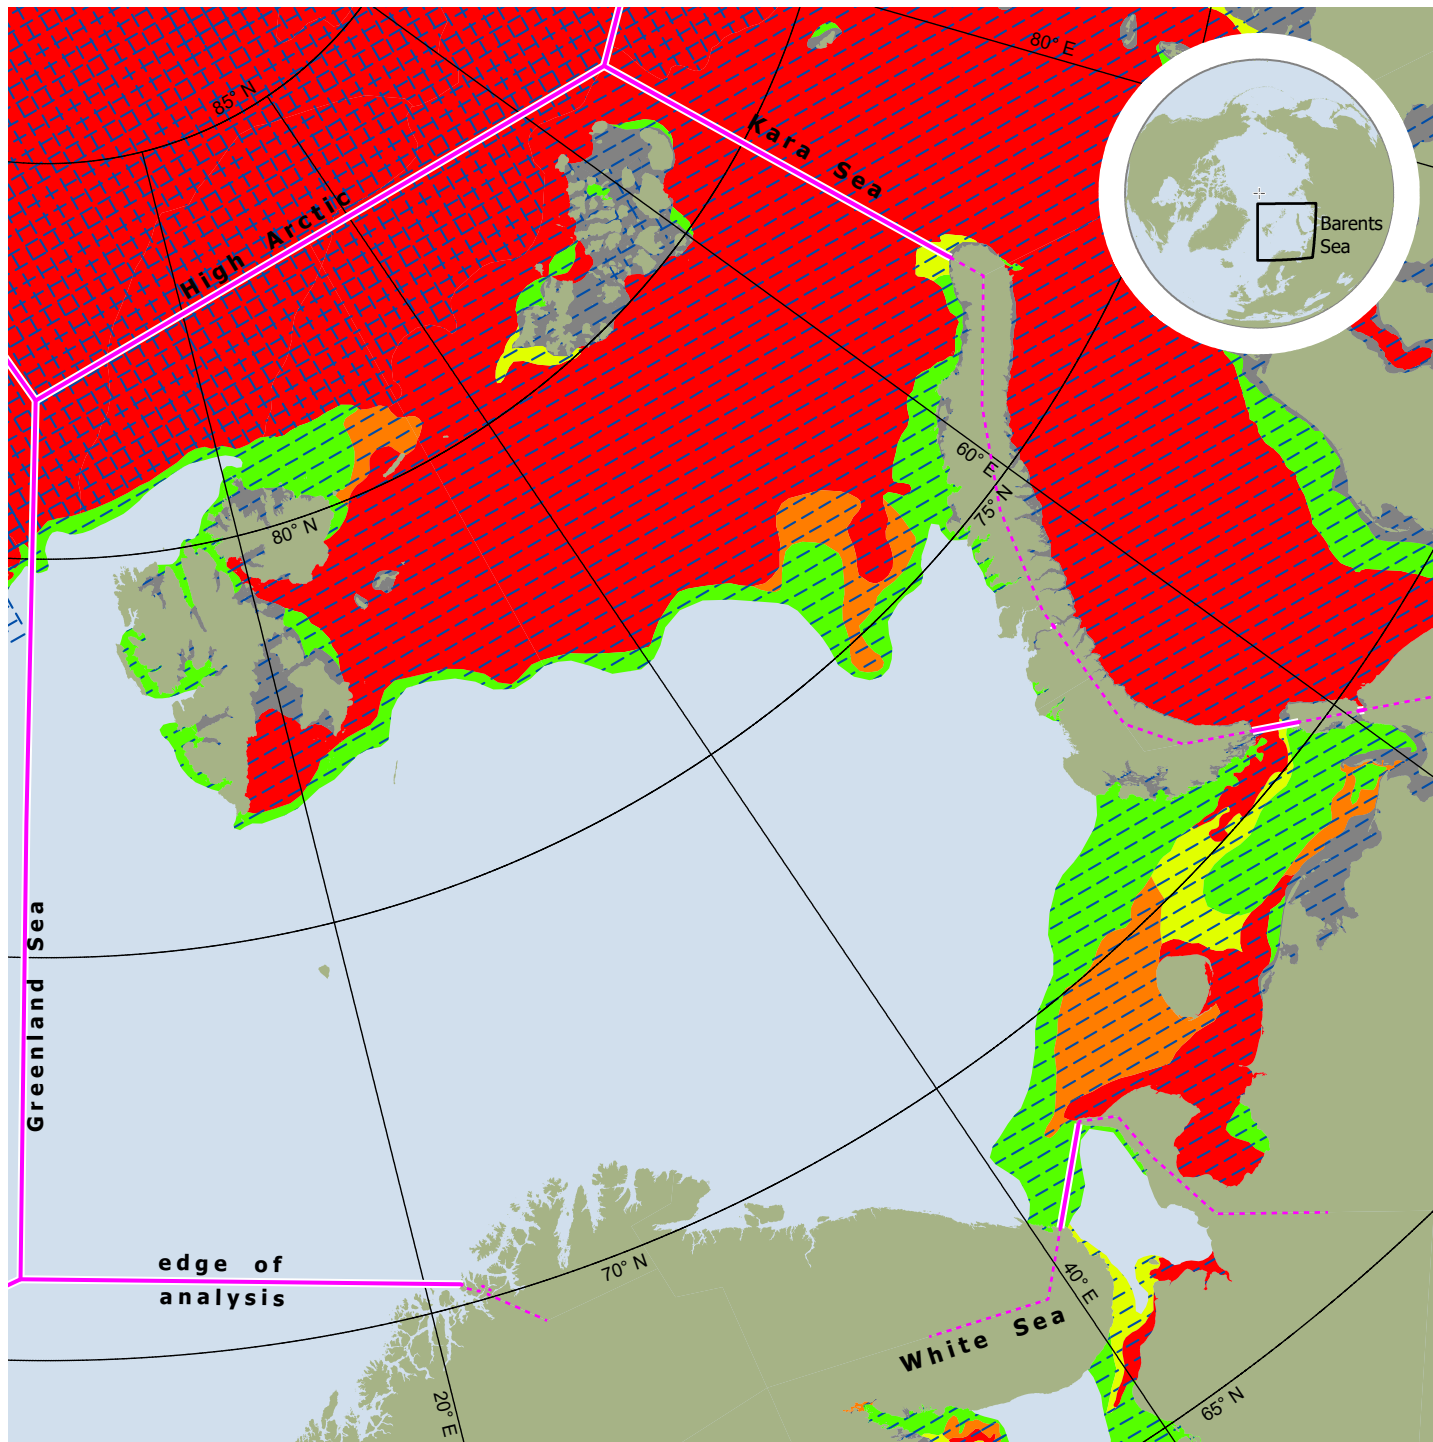 80° E
85° N
Kara Sea
High Arctic
Barents
Sea
60° E
75° N
80° N
Greenland Sea
edge of
analysis
70° N
40° E
White Sea
20° E
65° N